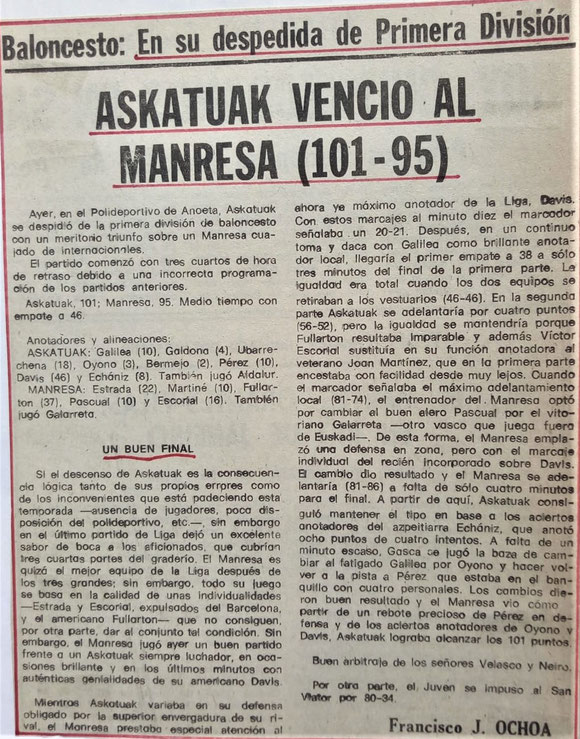 Baloncesto: En su despedida de Primera División
ASKATUAK VENCIO AL
MANRESA (101-95)
Ayer, en el Polideportivo de Anoeta, Askatuak
se despidió de la primera división de baloncesto
con un meritorio triunfo sobre un Manresa cua-
jado de internacionales.
El partido comenzó con tres cuartos de hora
de retraso debido a una incorrecta programa-
ción de los partidos anteriores.
Askatuak, 101; Manresa, 95. Medio tiempo con
empate a 46.
Anotadores y alineaciones:
ASKATUAK: Galilea (10), Galdona (4), Ubarre-
rechena (18), Oyono (3), Bermejo (2), Pérez (10),
Davis (46) y Echániz (8). También jugó Aldalur.
MANRESA: Estrada (22), Martiné (10), Fullar-
ton (37), Pascual (10) y Escorial (16). También
jugó Galarreta.
UN BUEN FINAL
Si el descenso de Askatuak es la consecuen-
cia lógica tanto de sus propios errores como
de los inconvenientes que está padeciendo esta
temporada —ausencia de jugadores, poca dis-
posición del polideportivo, etc.—, sin embargo
en el último partido de Liga dejó un excelente
sabor de boca a los aficionados, que cubrían
tres cuartas partes del graderío. El Manresa es
quizá el mejor equipo de la Liga después de
los tres grandes; sin embargo, todo su juego
se basa en la calidad de unas individualidades
—Estrada y Escorial, expulsados del Barcelona,
y el americano Fullarton— que no consiguen,
por otra parte, dar al conjunto tal condición. Sin
embargo, el Manresa jugó ayer un buen partido
frente a un Askatuak siempre luchador, en oca-
siones brillante y en los últimos minutos con
auténticas genialidades de su americano Davis.
Mientras Askatuak variaba en su defensa
obligado por la superior envergadura de su ri-
val, el Manresa prestaba especial atención al
ahora ya máximo anotador de la Liga, Davis.
Con estos marcajes al minuto diez el marcador
señalaba un 20-21. Después, en un continuo
toma y daca con Galilea como brillante anota-
dor local, llegaría el primer empate a 38 a sólo
tres minutos del final de la primera parte. La
igualdad era total cuando los dos equipos se
retiraban a los vestuarios (46-46). En la segunda
parte Askatuak se adelantaría por cuatro puntos
(56-52), pero la igualdad se mantendría porque
Fullarton resultaba imparable y además Víctor
Escorial sustituía en su función anotadora al
veterano Joan Martínez, que en la primera parte
encestaba con facilidad desde muy lejos. Cuando
el marcador señalaba el máximo adelantamiento
local (81-74), el entrenador del Manresa optó
por cambiar al buen alero Pascual por el vito-
riano Galarreta —otro vasco que juega fuera
de Euskadi—. De esta forma, el Manresa empla-
zó una defensa en zona, pero con el marcaje
individual del recién incorporado sobre Davis.
El cambio dio resultado, y el Manresa se ade-
lantaría (81-86) a falta de sólo cuatro minutos
para el final. A partir de aquí, Askatuak consi-
guió mantener el tipo en base a los aciertos
anotadores del azpeitiarra Echániz, que anotó
ocho puntos de cuatro intentos. A falta de un
minuto escaso, Gasca se jugó la baza de cam-
biar al fatigado Galilea por Oyono y hacer vol-
ver a la pista a Pérez que estaba en el ban-
quillo con cuatro personales. Los cambios die-
ron buen resultado y el Manresa vio como a
partir de un rebote precioso de Pérez en de-
fensa y de los aciertos anotadores de Oyono y
Davis, Askatuak lograba alcanzar los 101 puntos.
Buen arbitraje de los señores Velasco y Neiro.
Por otra parte, el Juven se impuso al San
Viator por 80-34.
Francisco J. OCHOA